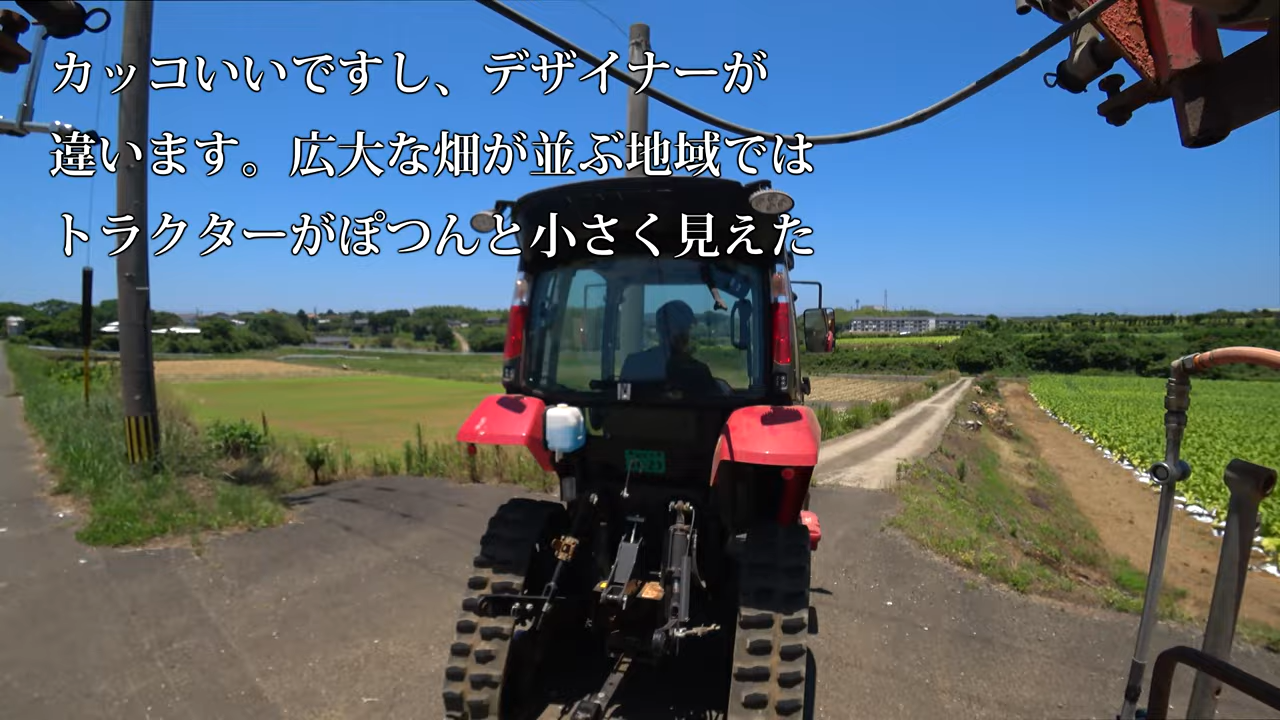 カッコいいですし、デザイナーが
違います。広大な畑が並ぶ地域では
トラクターがぽつんと小さく見えた